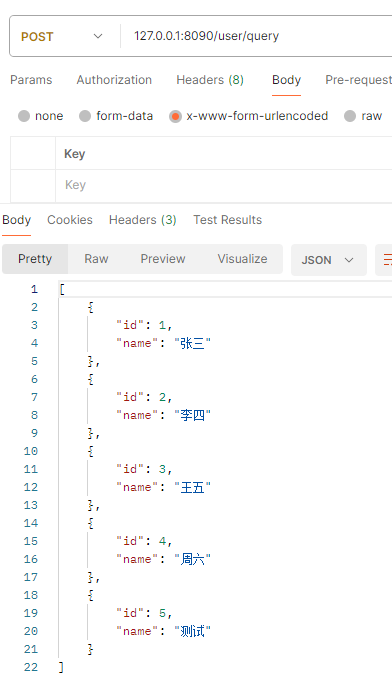 POST 127.0.0.1:8090/user/query
Params Authorization Headers (8) Body Pre-request
none form-data x-www-form-urlencoded raw
Key
Key
Body Cookies Headers (3) Test Results
Pretty Raw Preview Visualize JSON
1 [
2 {
3 "id": 1,
4 "name": "张三"
5 },
6 {
7 "id": 2,
8 "name": "李四"
9 },
10 {
11 "id": 3,
12 "name": "王五"
13 },
14 {
15 "id": 4,
16 "name": "周六"
17 },
18 {
19 "id": 5,
20 "name": "测试"
21 }
22 ]